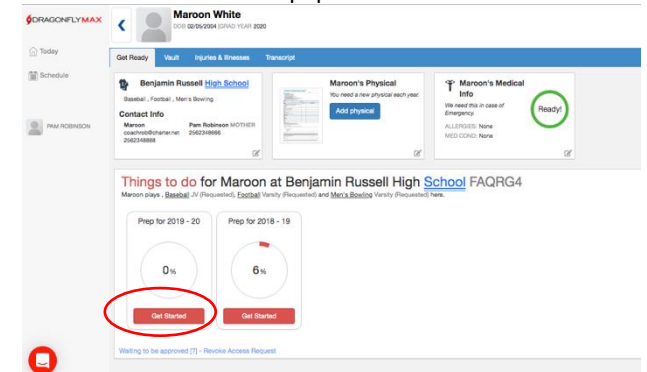 DRAGONFLYMAX
Maroon White
DOB 02/05/2004 | GRAD YEAR 2020
Today
Schedule
PAM ROBINSON
Get Ready Vault Injuries & Illnesses Transcript
Benjamin Russell High School
Baseball , Football , Men's Bowling
Contact Info
Maroon
coachrob@charter.net
2562348888
Pam Robinson MOTHER
2562348666
Maroon's Physical
You need a new physical each year.
Add physical
Maroon's Medical
Info
We need this in case of
Emergency.
ALLERGIES: None
MED COND: None
Ready!
Things to do for Maroon at Benjamin Russell High School FAQRG4
Maroon plays , Baseball JV (Requested), Football Varsity (Requested) and Men's Bowling Varsity (Requested) here.
Prep for 2019 - 20
0%
Get Started
Prep for 2018 - 19
6%
Get Started
Waiting to be approved [?] - Revoke Access Request